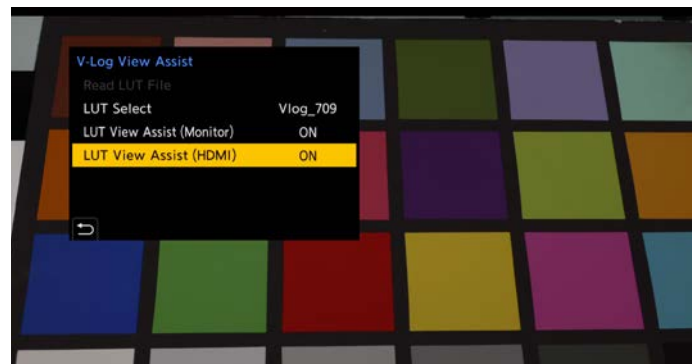 V-Log View Assist
Read LUT File
LUT Select Vlog_709
LUT View Assist (Monitor) ON
LUT View Assist (HDMI) ON